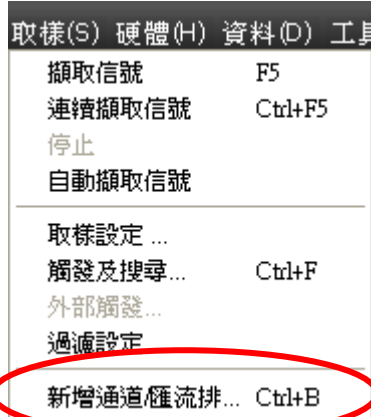 取樣(S) 硬體(H) 資料(D) 工具
擷取信號 F5
連續擷取信號 Ctrl+F5
停止
自動擷取信號
取樣設定 ...
觸發及搜尋... Ctrl+F
外部觸發...
過濾設定
新增通道/匯流排... Ctrl+B